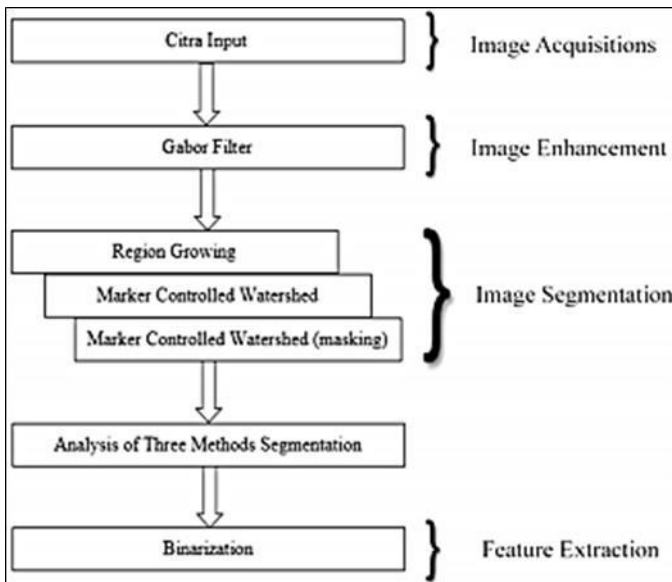 Citra Input
Image Acquisitions
Gabor Filter
Image Enhancement
Region Growing
Marker Controlled Watershed
Image Segmentation
Marker Controlled Watershed (masking)
Analysis of Three Methods Segmentation
Binarization
Feature Extraction